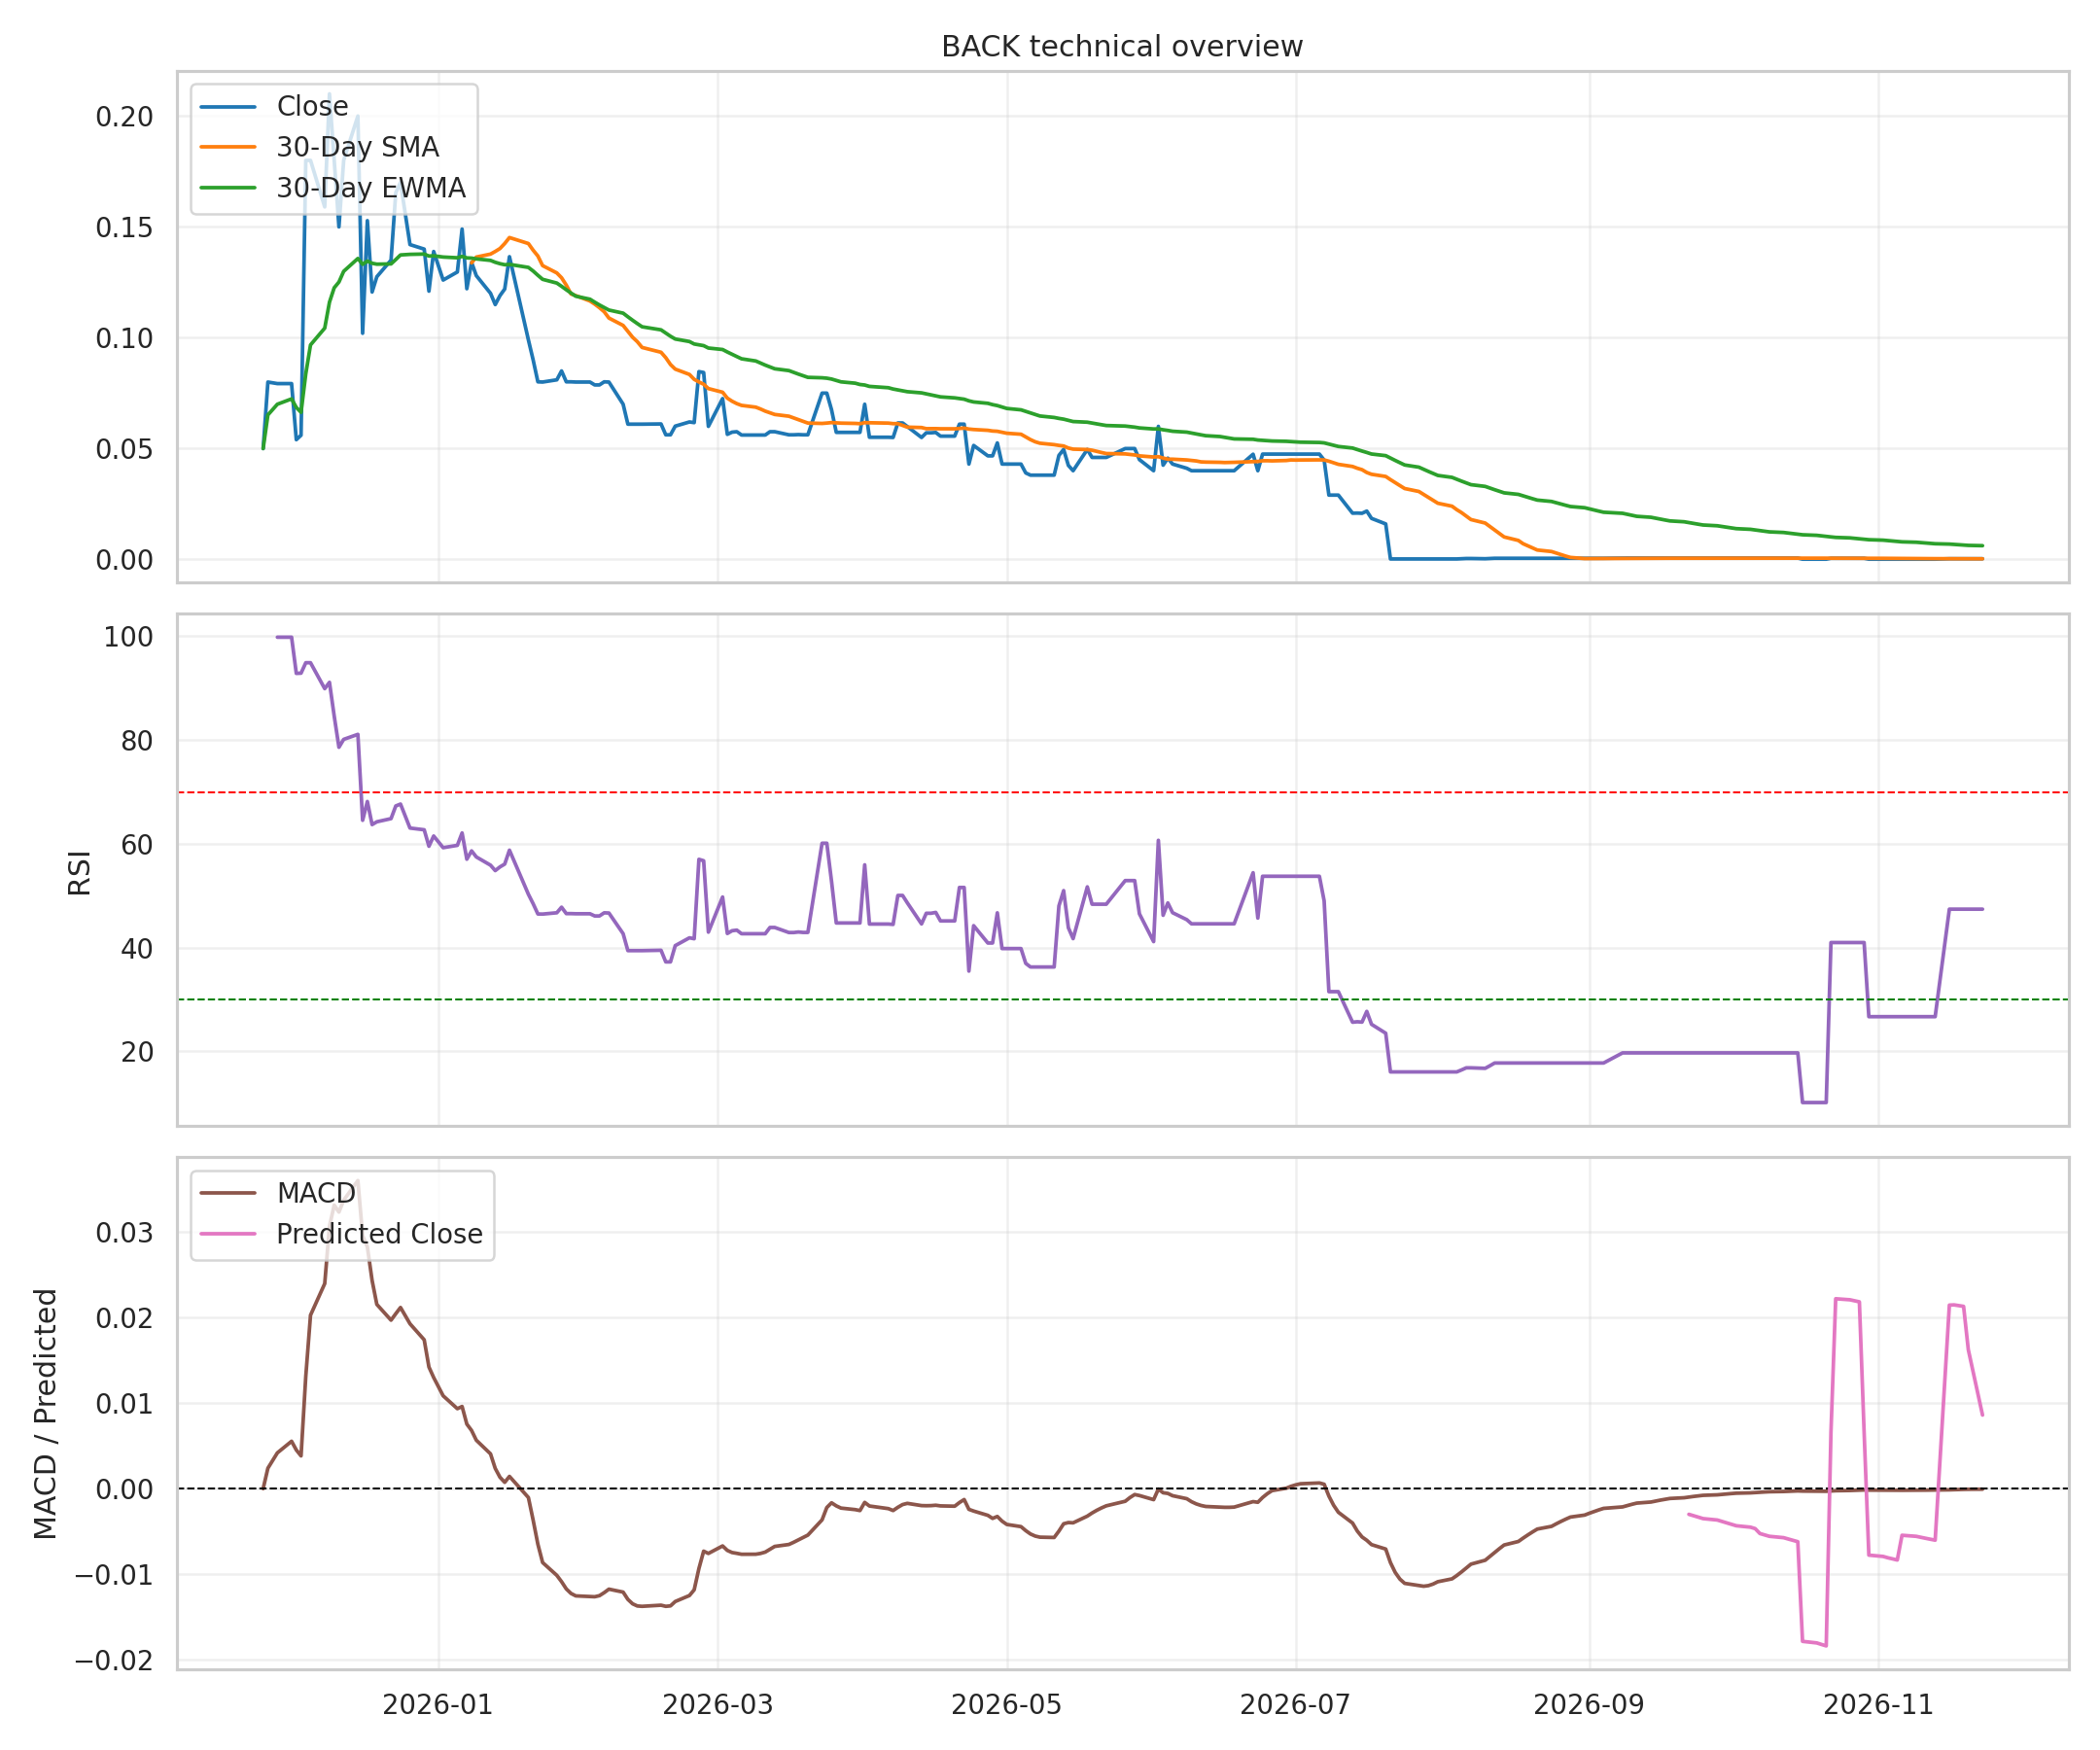 BACK technical overview
Close
30-Day SMA
30-Day EWMA
0.20
0.15
0.10
0.05
0.00
RSI
100
80
60
40
20
MACD
Predicted Close
MACD / Predicted
0.03
0.02
0.01
0.00
−0.01
−0.02
2026-01
2026-03
2026-05
2026-07
2026-09
2026-11